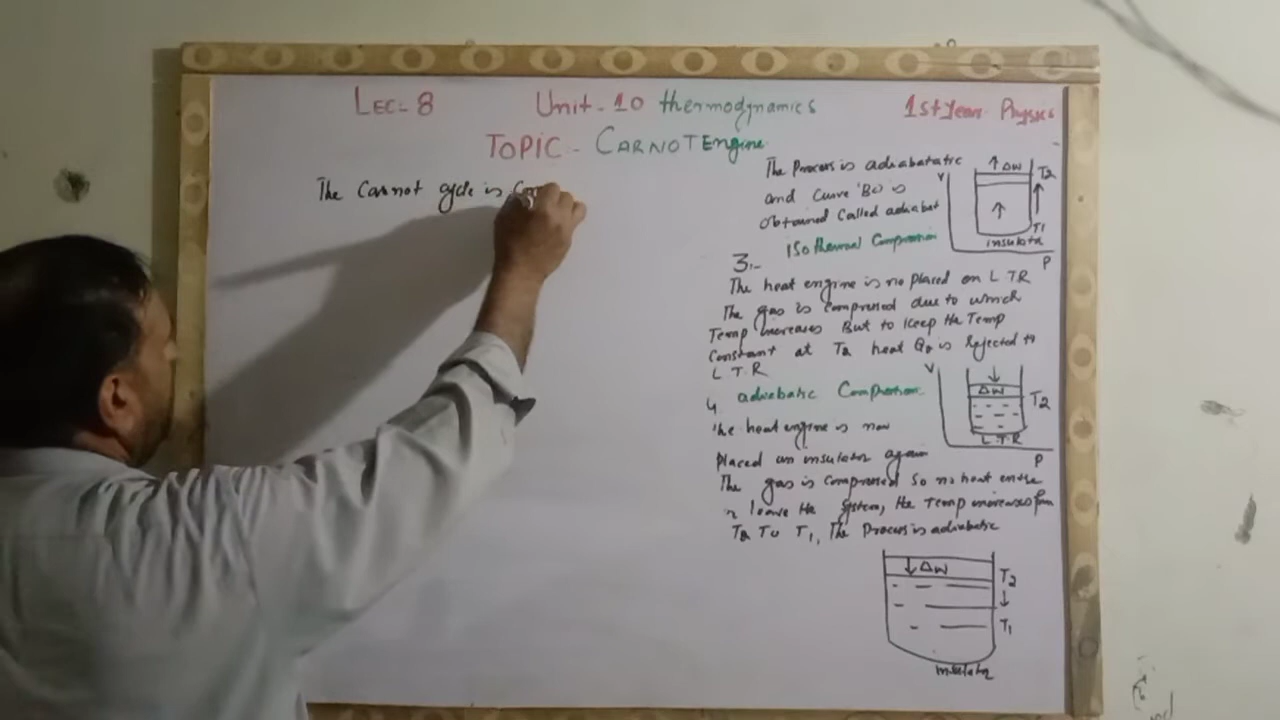 LEC-8 Unit-10 thermodynamics 1st year Physics
TOPIC- CARNOT Engine
The Carnot cycle is
The Process is adiabatatic
and Curve 'BC' is
obtained Called adiabat
↑ ΔW
T2
V
↑
↑
T1
insulator
P
3:- isothermal Compression
The heat engine is no placed on L T.R
The gas is compressed due to which
Temp increases But to keep the Temp
Constant at T2 heat Q2 is rejected to
L T.R
V
↓
ΔW
T2
L.T.R
P
4 adiabatic Compression
the heat engine is now
placed an insulator again
The gas is compressed so no heat enter
r leave the system, the Temp increases from
T2 To T1, The Process is adiabatic
↓ΔW
T2
↓
T1
insulator